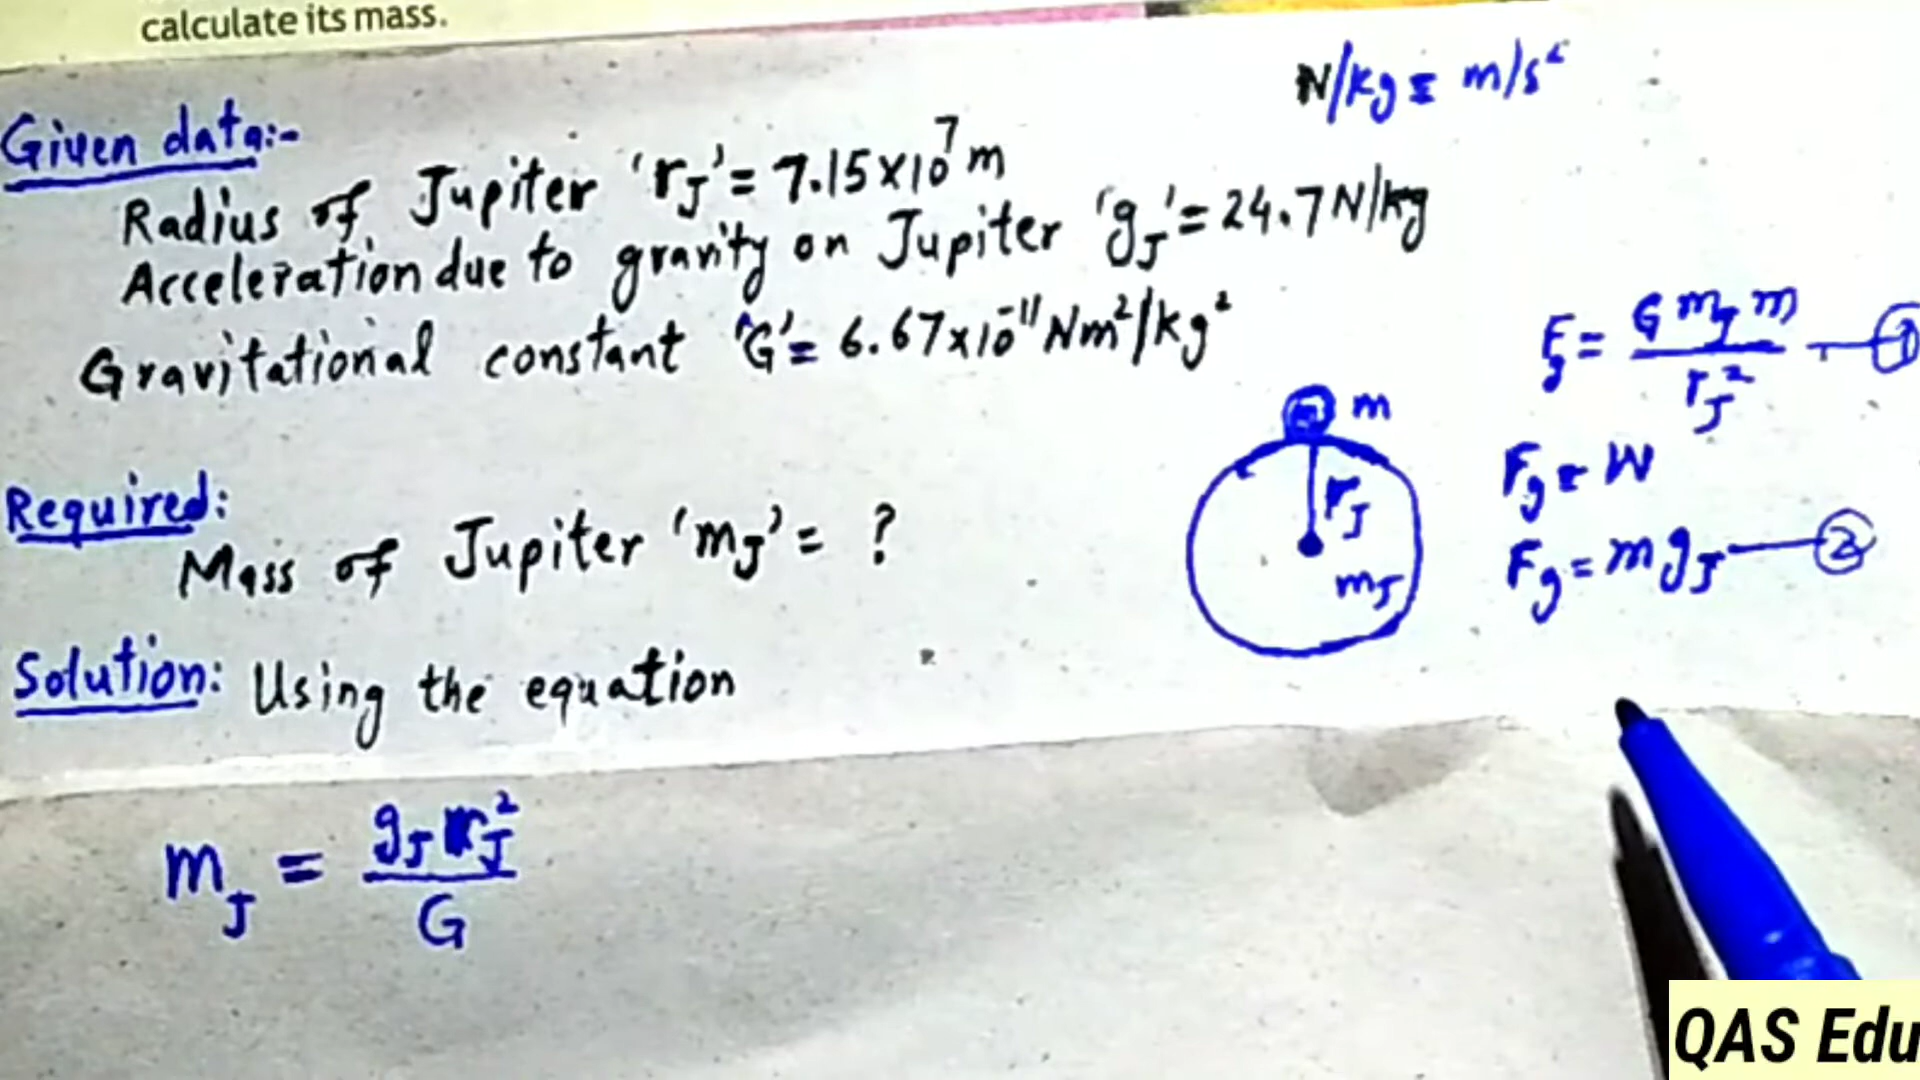 calculate its mass.
N/kg = m/s²
Given data:-
Radius of Jupiter 'rJ' = 7.15×10⁷ m
Acceleration due to gravity on Jupiter 'gJ' = 24.7 N/kg
Gravitational constant 'G' = 6.67×10⁻¹¹ Nm²/kg²
Fg = G mJ m / rJ² — ①
m
rJ
mJ
Fg = W
Fg = m gJ — ②
Required:
Mass of Jupiter 'mJ' = ?
Solution: Using the equation
mJ = gJ rJ² / G
QAS Edu